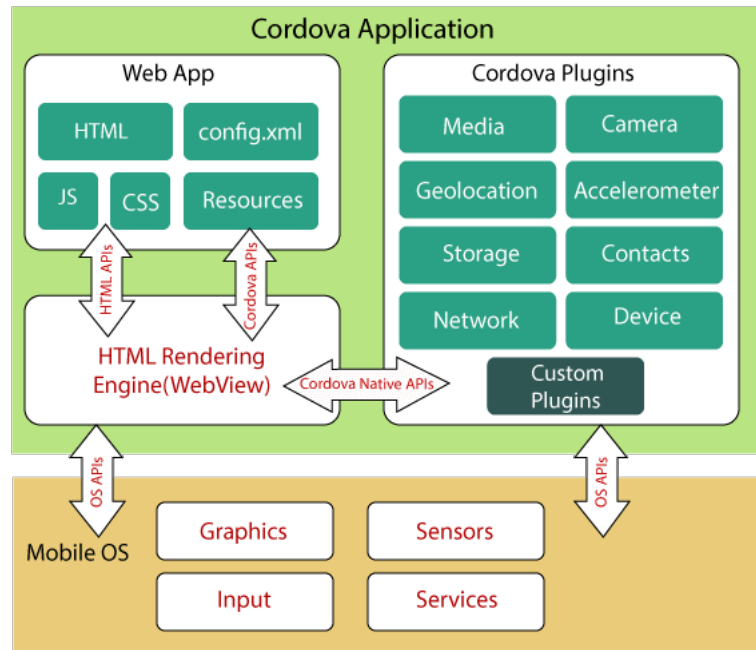 Cordova Application
Web App
HTML
config.xml
JS
CSS
Resources
HTML APIs
Cordova APIs
HTML Rendering
Engine(WebView)
Cordova Native APIs
Cordova Plugins
Media
Camera
Geolocation
Accelerometer
Storage
Contacts
Network
Device
Custom
Plugins
OS APIs
OS APIs
Mobile OS
Graphics
Sensors
Input
Services